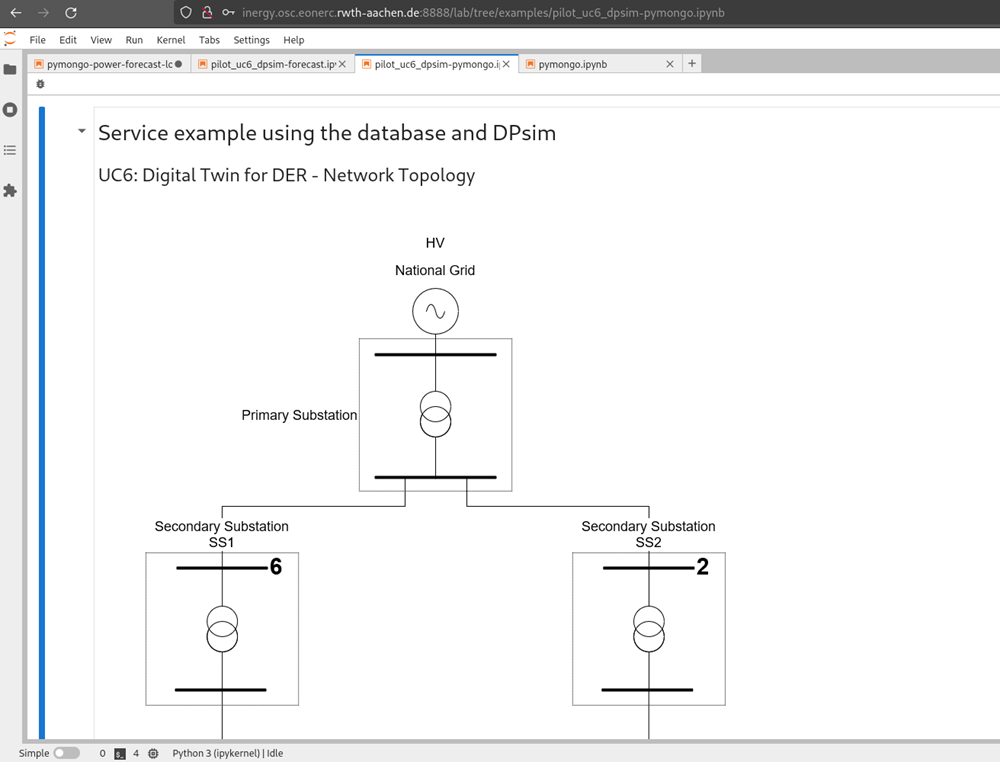 inergy.osc.eonerc.rwth-aachen.de:8888/lab/tree/examples/pilot_uc6_dpsim-pymongo.ipynb
File Edit View Run Kernel Tabs Settings Help
pymongo-power-forecast-lc pilot_uc6_dpsim-forecast.ip pilot_uc6_dpsim-pymongo.i pymongo.ipynb
Service example using the database and DPsim
UC6: Digital Twin for DER - Network Topology
HV
National Grid
Primary Substation
Secondary Substation
SS1
6
Secondary Substation
SS2
2
Simple 0 4 Python 3 (ipykernel) | Idle